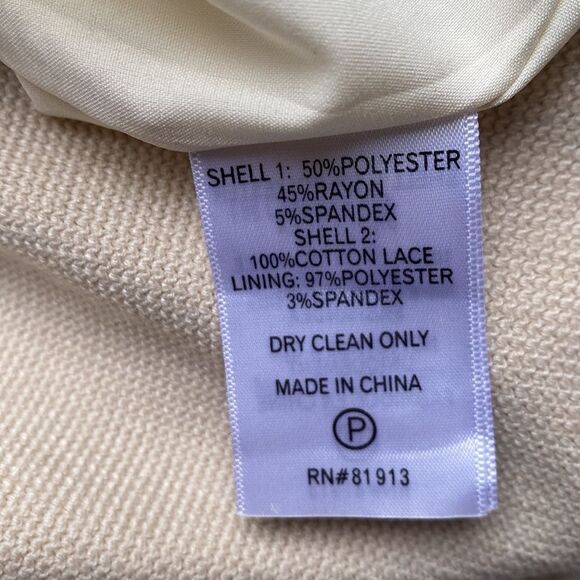 SHELL 1: 50%POLYESTER
45%RAYON
5%SPANDEX
SHELL 2:
100%COTTON LACE
LINING: 97%POLYESTER
3%SPANDEX
DRY CLEAN ONLY
MADE IN CHINA
P
RN#81913